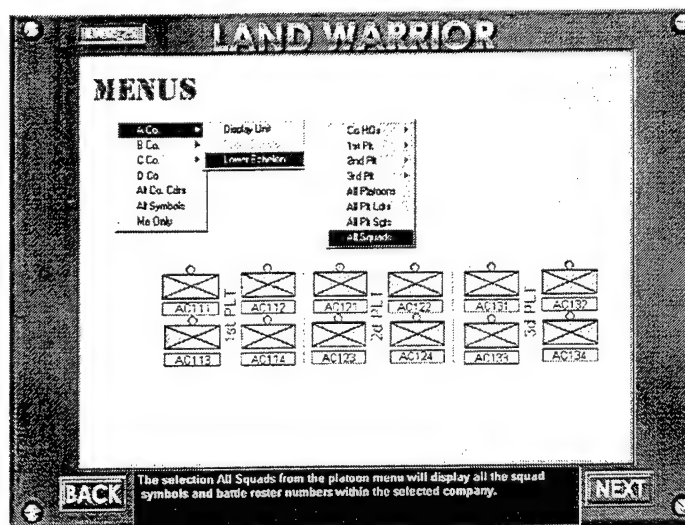 LAND WARRIOR
MENUS
A Co.
B Co.
C Co.
D Co
All Co. Cdrs
All Symbols
Me Only
Display Unit
Lower Echelon
Co HQs
1st Plt
2nd Plt
3rd Plt
All Platoons
All Plt Ldrs
All Plt Sgts
All Squads
AC111 AC112 AC121 AC122 AC131 AC132
1st PLT 2d PLT 3d PLT
AC113 AC114 AC123 AC124 AC133 AC134
BACK
The selection All Squads from the platoon menu will display all the squad
symbols and battle roster numbers within the selected company.
NEXT